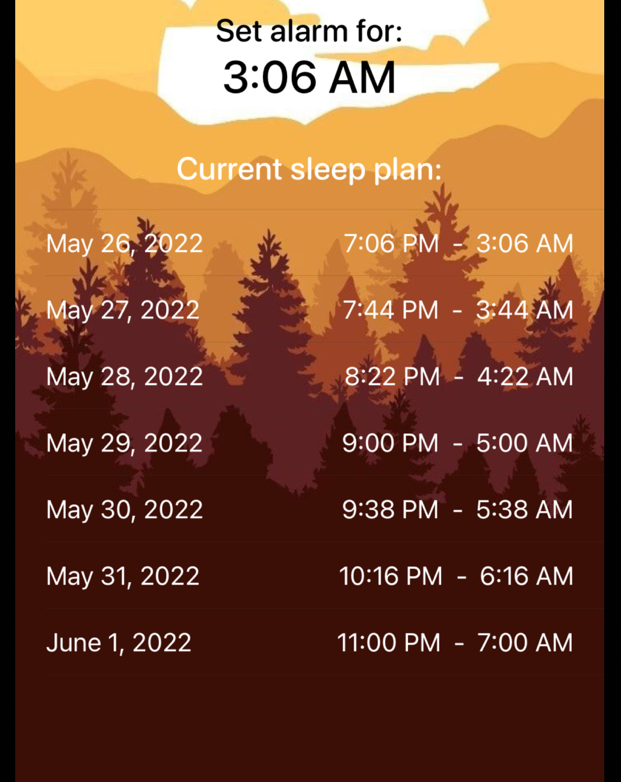 Set alarm for:
3:06 AM
Current sleep plan:
May 26, 2022 7:06 PM - 3:06 AM
May 27, 2022 7:44 PM - 3:44 AM
May 28, 2022 8:22 PM - 4:22 AM
May 29, 2022 9:00 PM - 5:00 AM
May 30, 2022 9:38 PM - 5:38 AM
May 31, 2022 10:16 PM - 6:16 AM
June 1, 2022 11:00 PM - 7:00 AM